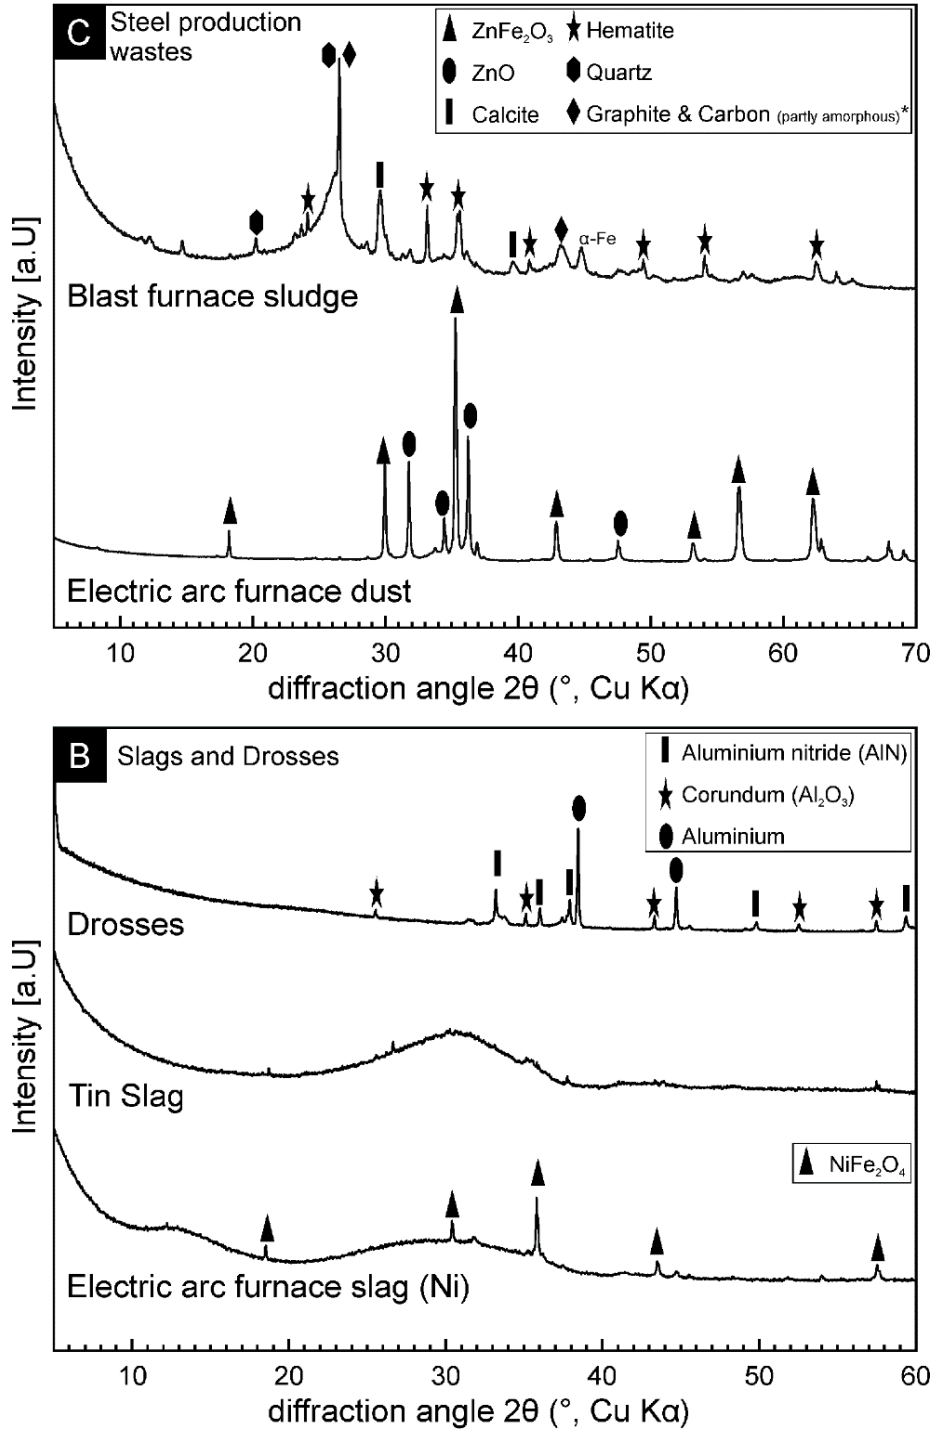 C
Steel production
wastes
ZnFe₂O₃
Hematite
ZnO
Quartz
Calcite
Graphite & Carbon (partly amorphous)*
α-Fe
Blast furnace sludge
Electric arc furnace dust
Intensity [a.U]
10 20 30 40 50 60 70
diffraction angle 2θ (°, Cu Kα)
B
Slags and Drosses
Aluminium nitride (AlN)
Corundum (Al₂O₃)
Aluminium
Drosses
Tin Slag
NiFe₂O₄
Electric arc furnace slag (Ni)
Intensity [a.U]
10 20 30 40 50 60
diffraction angle 2θ (°, Cu Kα)